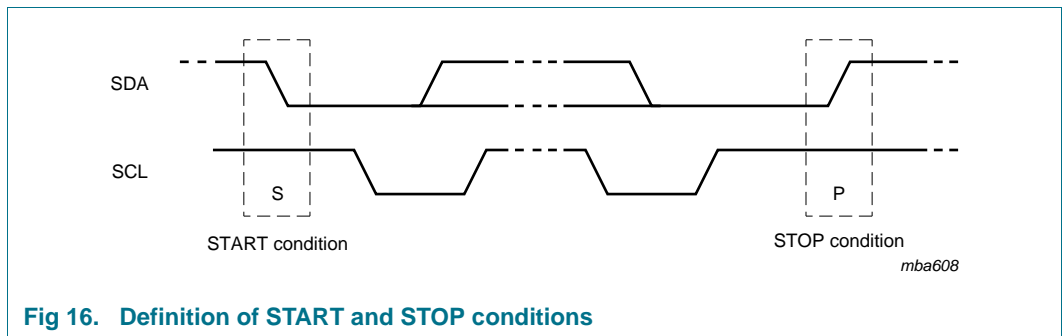 SDA
SCL
S
P
START condition
STOP condition
mba608
Fig 16. Definition of START and STOP conditions